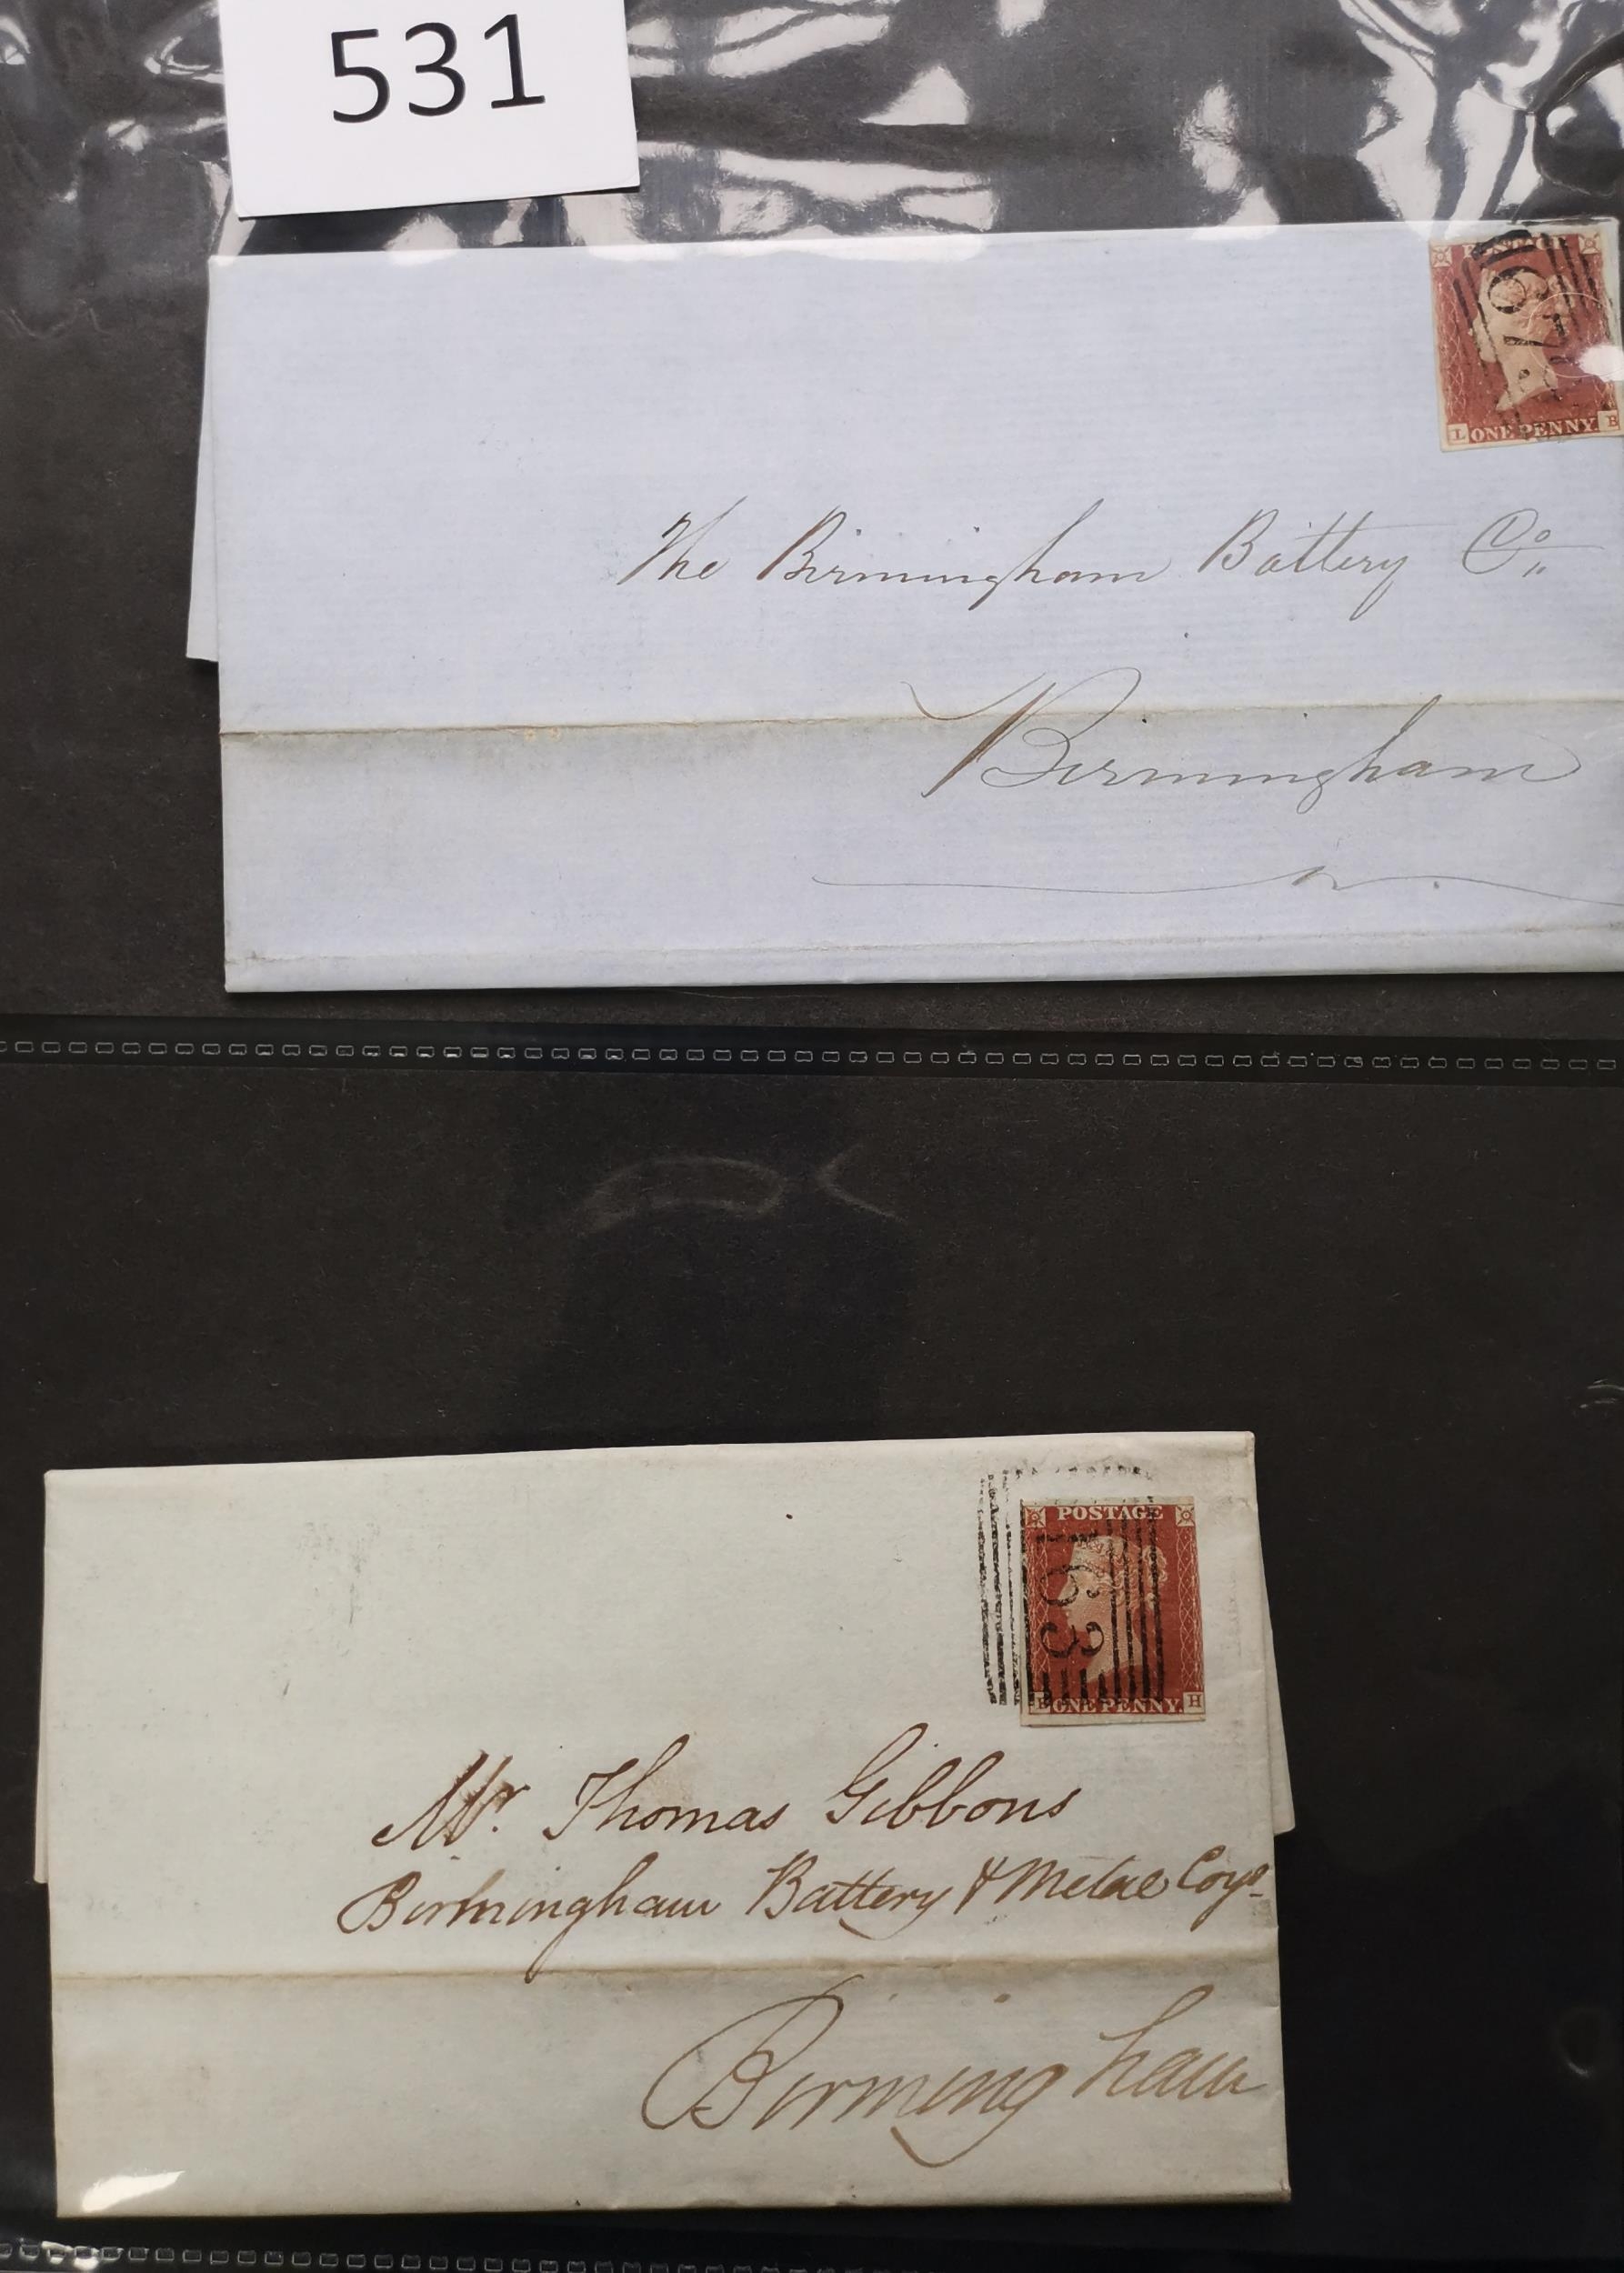 531
POSTAGE
L ONE PENNY. B
The Birmingham Battery Co
Birmingham
POSTAGE
163
ONE PENNY. H
Mr. Thomas Gibbons
Birmingham Battery & Metal Coy
Birmingham